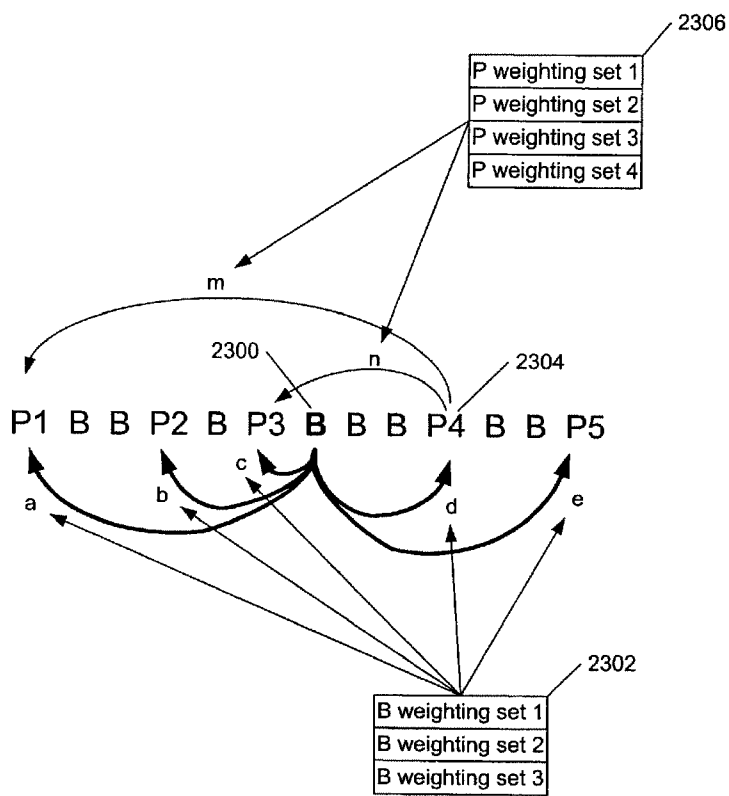 2306
P weighting set 1
P weighting set 2
P weighting set 3
P weighting set 4
m
2300
n
2304
P1 B B P2 B P3 B B B P4 B B P5
a
b
c
d
e
2302
B weighting set 1
B weighting set 2
B weighting set 3